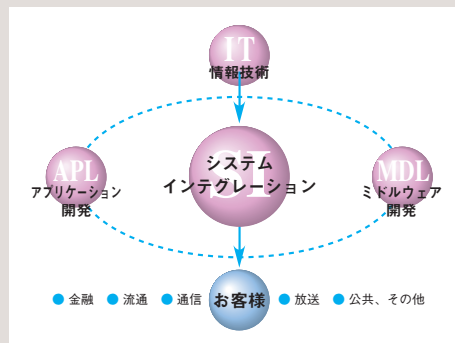 IT
情報技術
SI
システム
インテグレーション
APL
アプリケーション
開発
MDL
ミドルウェア
開発
● 金融 ● 流通 ● 通信 お客様 ● 放送 ● 公共、その他